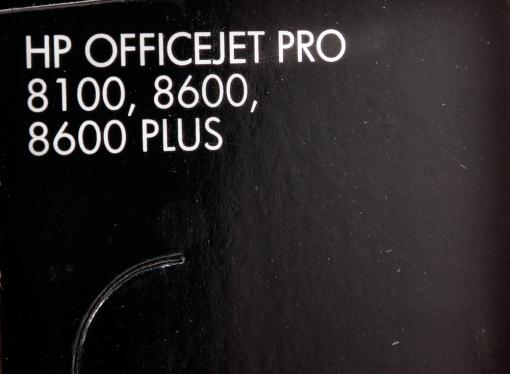 HP OFFICEJET PRO
8100, 8600,
8600 PLUS